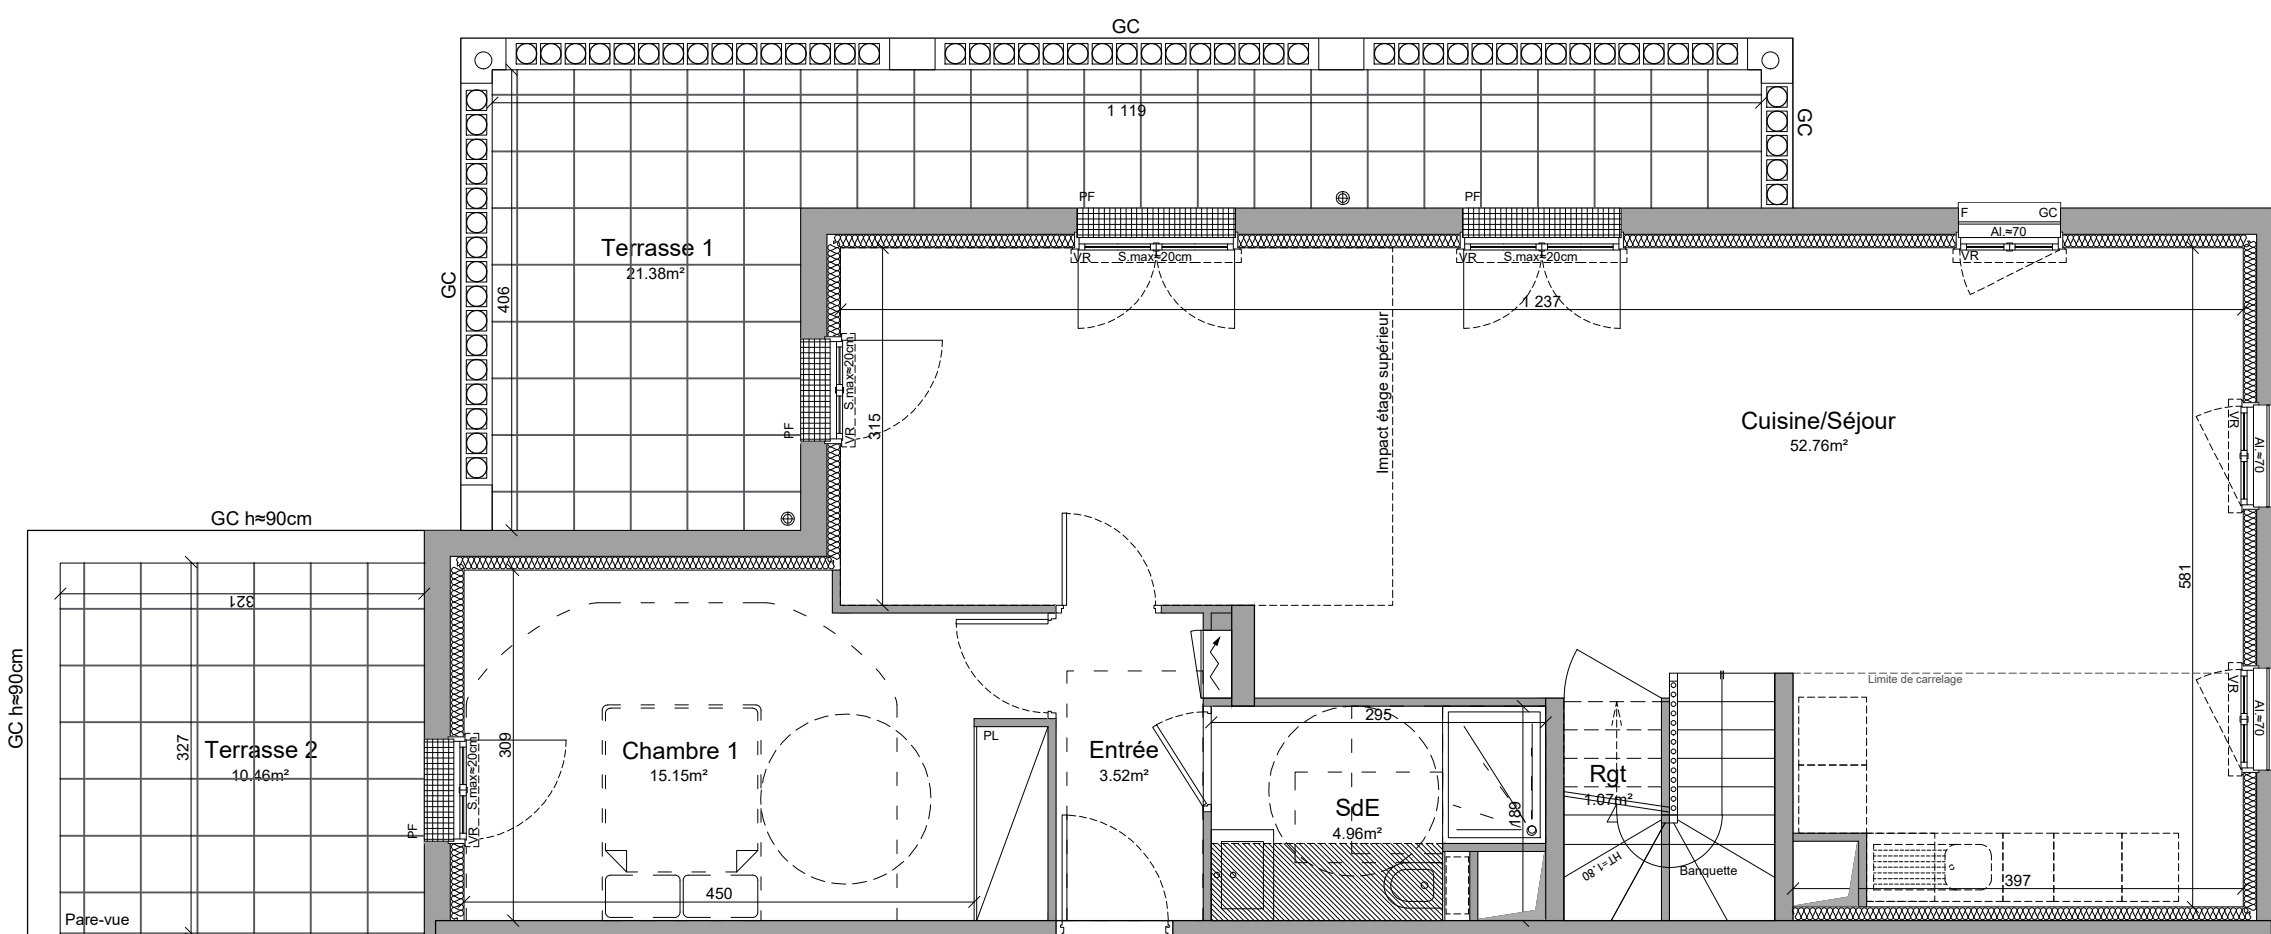 GC
GC
1 119
GC
PF
PF
F
GC
Al.≈70
VR
S.max≈20cm
VR
S.max≈20cm
VR
Terrasse 1
21.38m²
406
1 237
Impact étage supérieur
315
S.max≈20cm
VR
PF
Cuisine/Séjour
52.76m²
VR
Al.≈70
581
GC h≈90cm
GC h≈90cm
321
327
Terrasse 2
10.46m²
Pare-vue
PF
S.max≈20cm
VR
309
Chambre 1
15.15m²
450
PL
Entrée
3.52m²
295
SdE
4.96m²
189
Rgt
1.07m²
HT=1.80
Banquette
Limite de carrelage
VR
Al.≈70
397